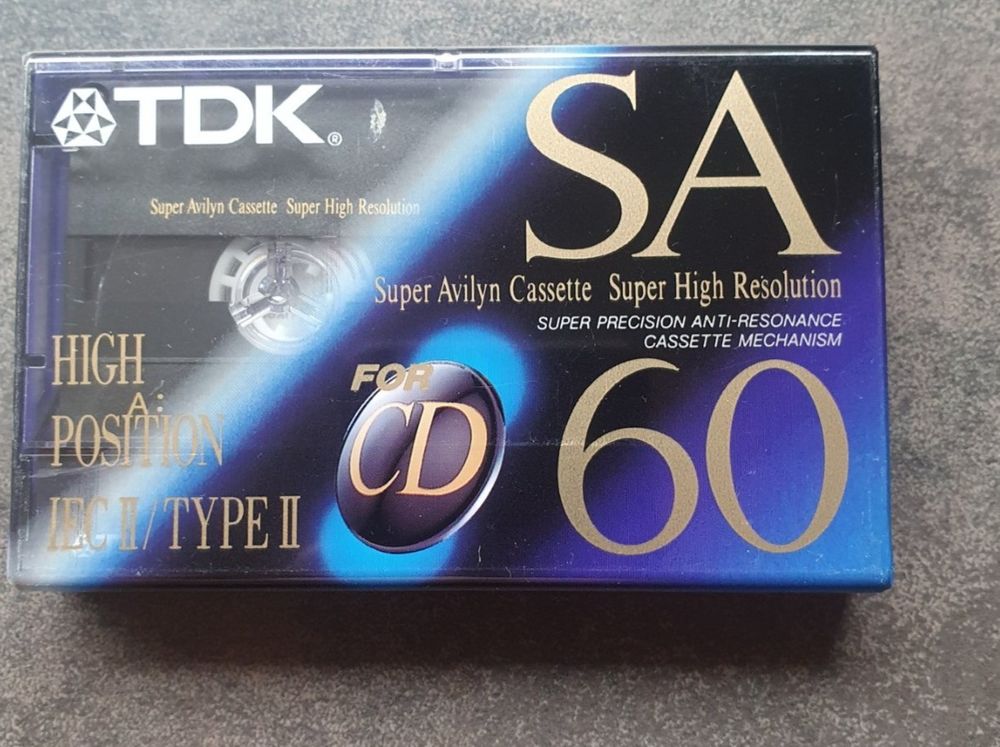 TDK®
SA
Super Avilyn Cassette Super High Resolution
Super Avilyn Cassette Super High Resolution
SUPER PRECISION ANTI-RESONANCE
CASSETTE MECHANISM
HIGH
A:
POSITION
IEC II/TYPE II
FOR
CD
60